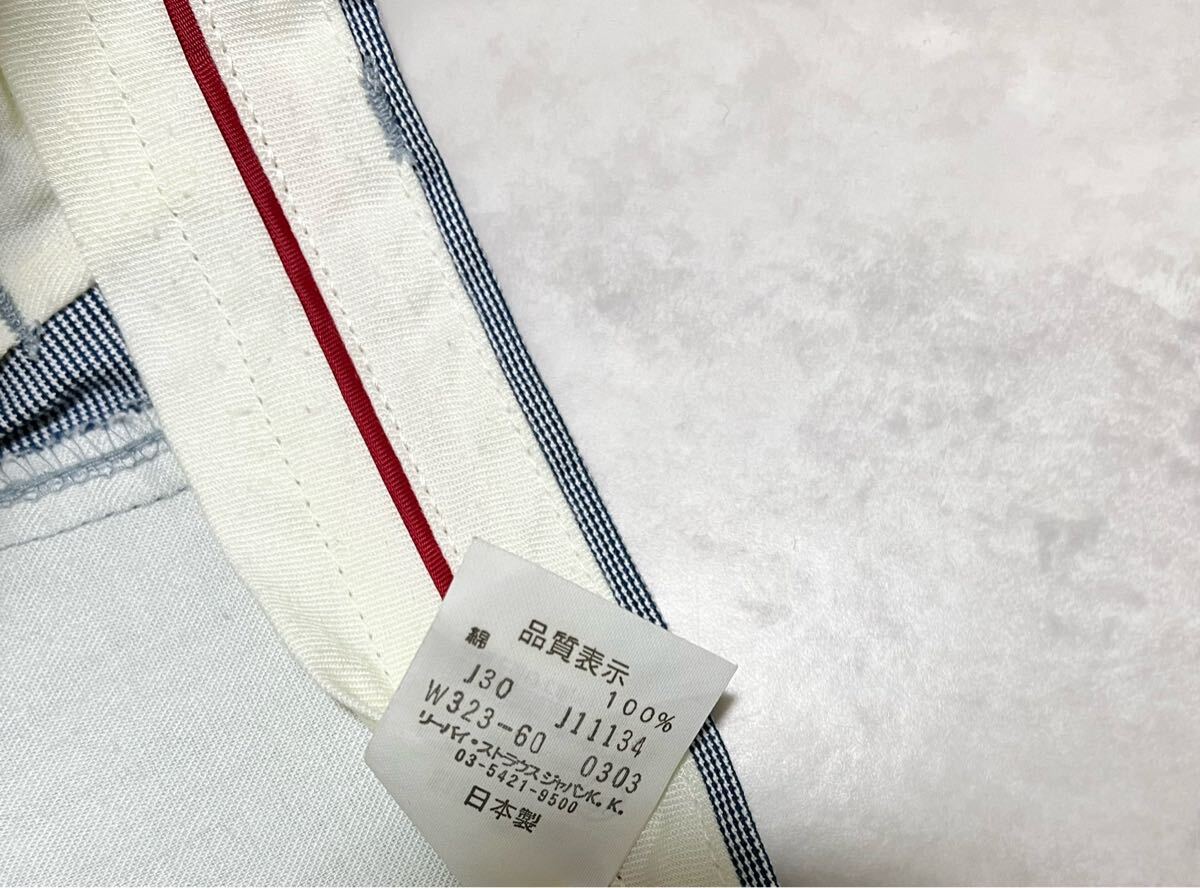 品質表示
綿 100%
J30 J11134
W323-60 0303
リーバイ・ストラウス ジャパンK.K.
03-5421-9500
日本製